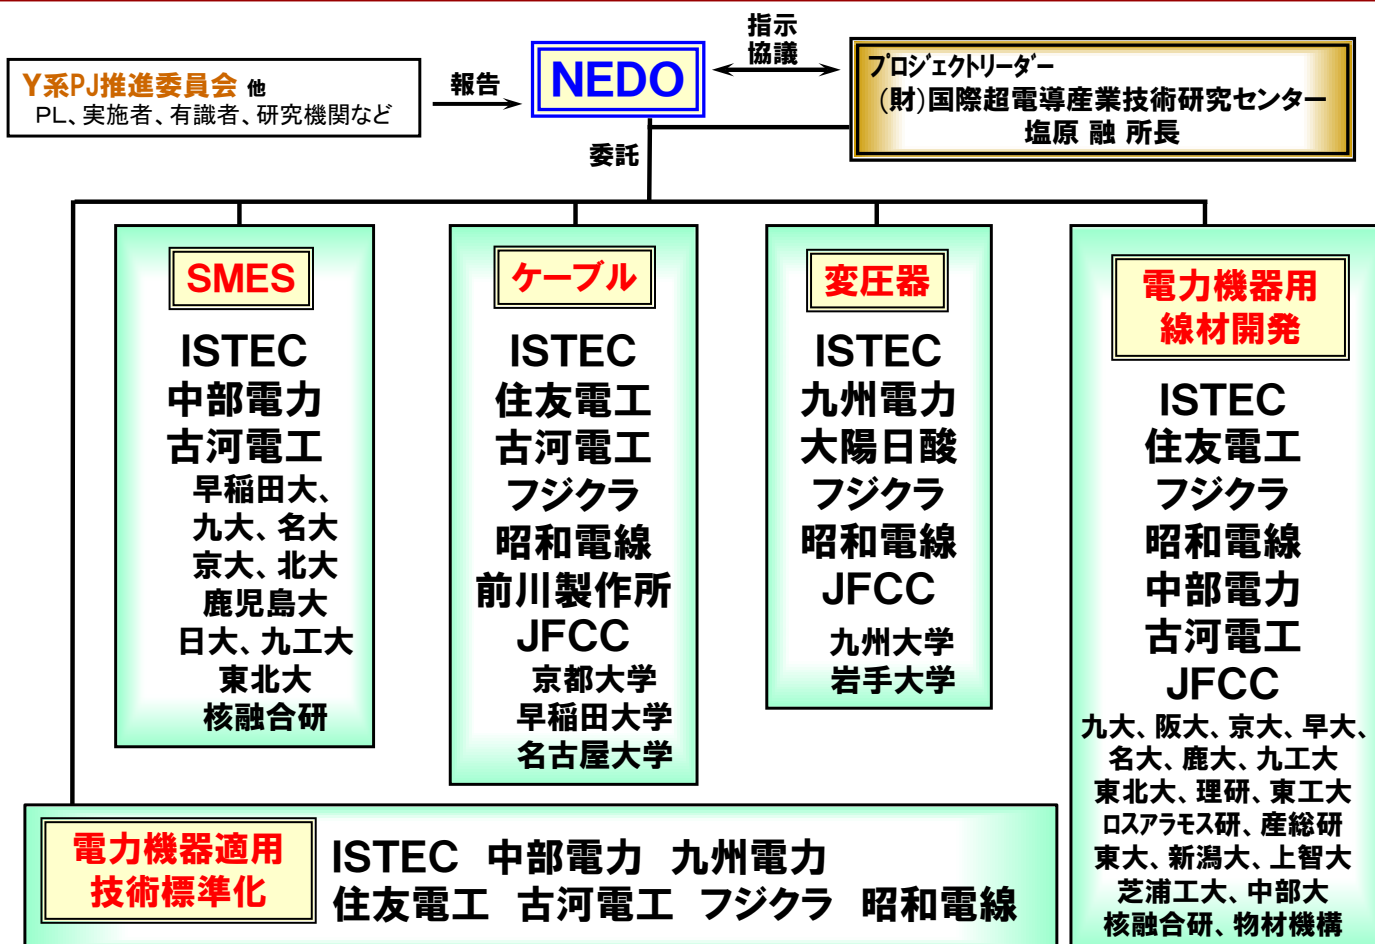 指示
協議
Y系PJ推進委員会 他
PL、実施者、有識者、研究機関など
報告
NEDO
プロジェクトリーダー
(財)国際超電導産業技術研究センター
塩原 融 所長
委託
SMES
ISTEC
中部電力
古河電工
早稲田大、
九大、名大
京大、北大
鹿児島大
日大、九工大
東北大
核融合研
ケーブル
ISTEC
住友電工
古河電工
フジクラ
昭和電線
前川製作所
JFCC
京都大学
早稲田大学
名古屋大学
変圧器
ISTEC
九州電力
大陽日酸
フジクラ
昭和電線
JFCC
九州大学
岩手大学
電力機器用
線材開発
ISTEC
住友電工
フジクラ
昭和電線
中部電力
古河電工
JFCC
九大、阪大、京大、早大、
名大、鹿大、九工大
東北大、理研、東工大
ロスアラモス研、産総研
東大、新潟大、上智大
芝浦工大、中部大
核融合研、物材機構
電力機器適用
技術標準化
ISTEC 中部電力 九州電力
住友電工 古河電工 フジクラ 昭和電線